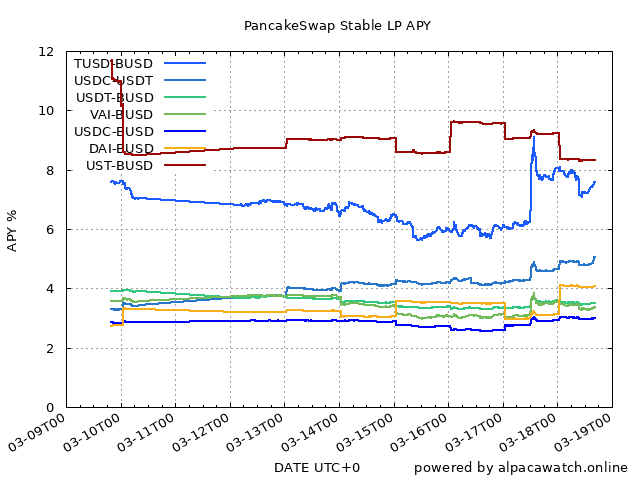 PancakeSwap Stable LP APY
12
10
8
6
4
2
0
APY %
TUSD-BUSD
USDC-USDT
USDT-BUSD
VAI-BUSD
USDC-BUSD
DAI-BUSD
UST-BUSD
03-09T00
03-10T00
03-11T00
03-12T00
03-13T00
03-14T00
03-15T00
03-16T00
03-17T00
03-18T00
03-19T00
DATE UTC+0
powered by alpacawatch.online